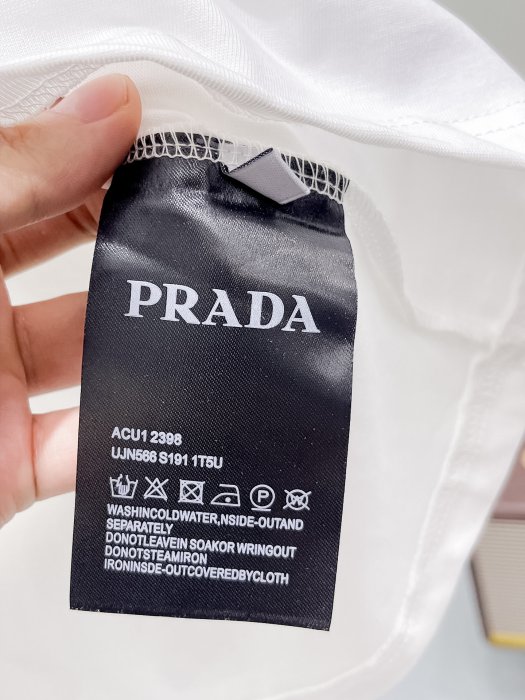 PRADA
ACU1 2398
UJN566 S191 1T5U
WASHINCOLDWATER,NSIDE-OUTAND
SEPARATELY
DONOTLEAVEIN SOAKOR WRINGOUT
DONOTSTEAMIRON
IRONINSDE-OUTCOVEREDBYCLOTH